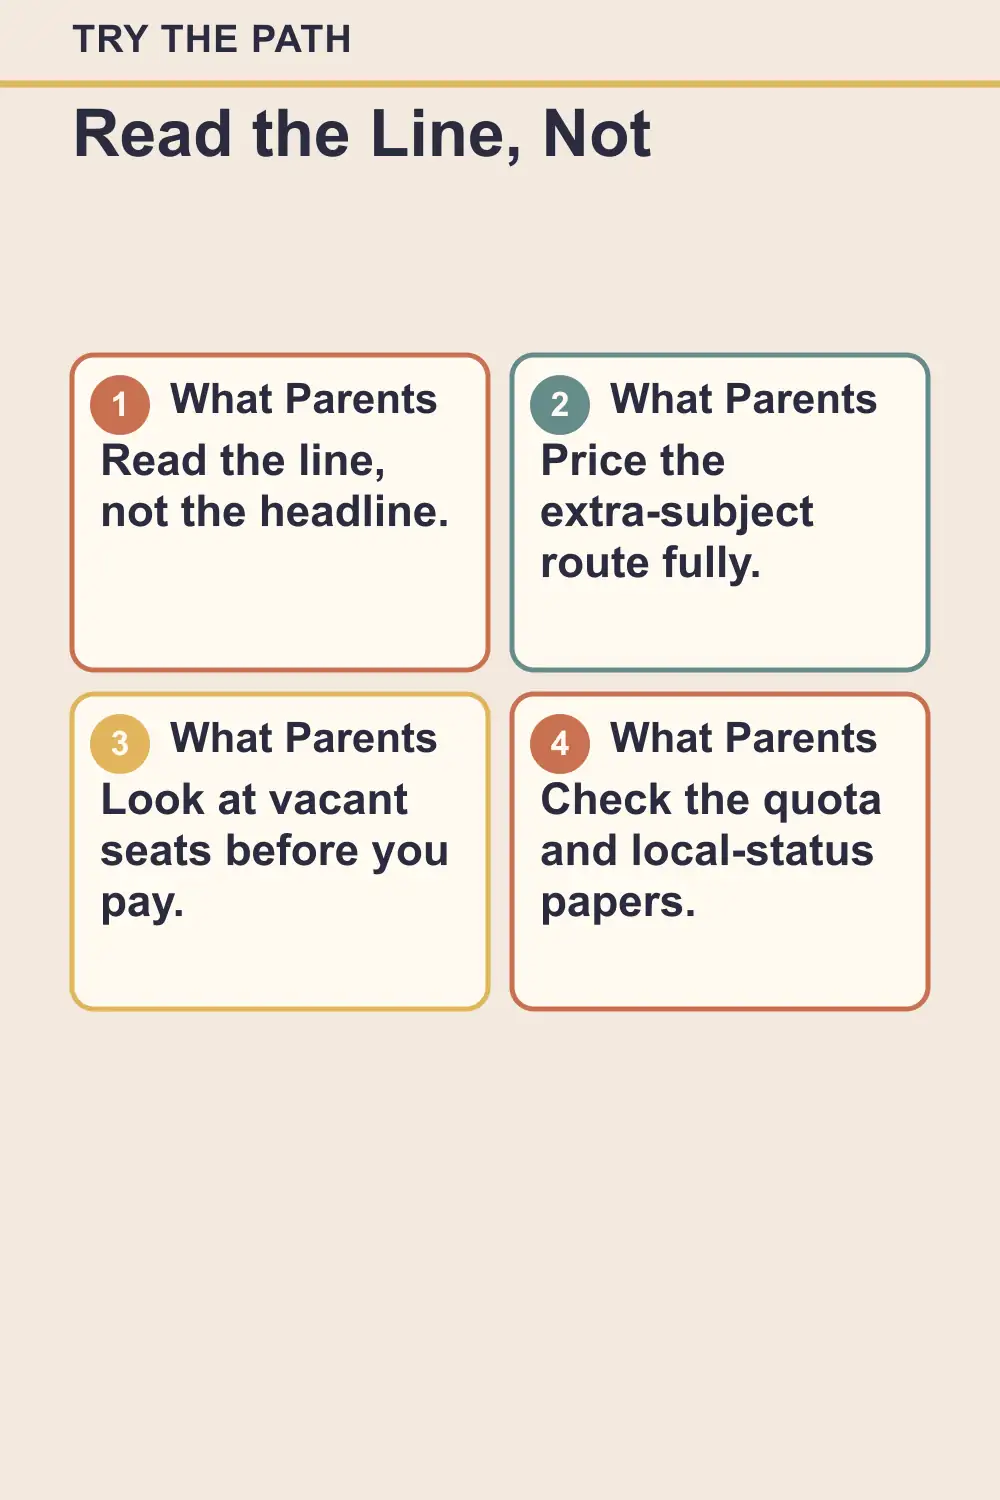 TRY THE PATH
Read the Line, Not
1 What Parents
Read the line,
not the headline.
2 What Parents
Price the
extra-subject
route fully.
3 What Parents
Look at vacant
seats before you
pay.
4 What Parents
Check the quota
and local-status
papers.